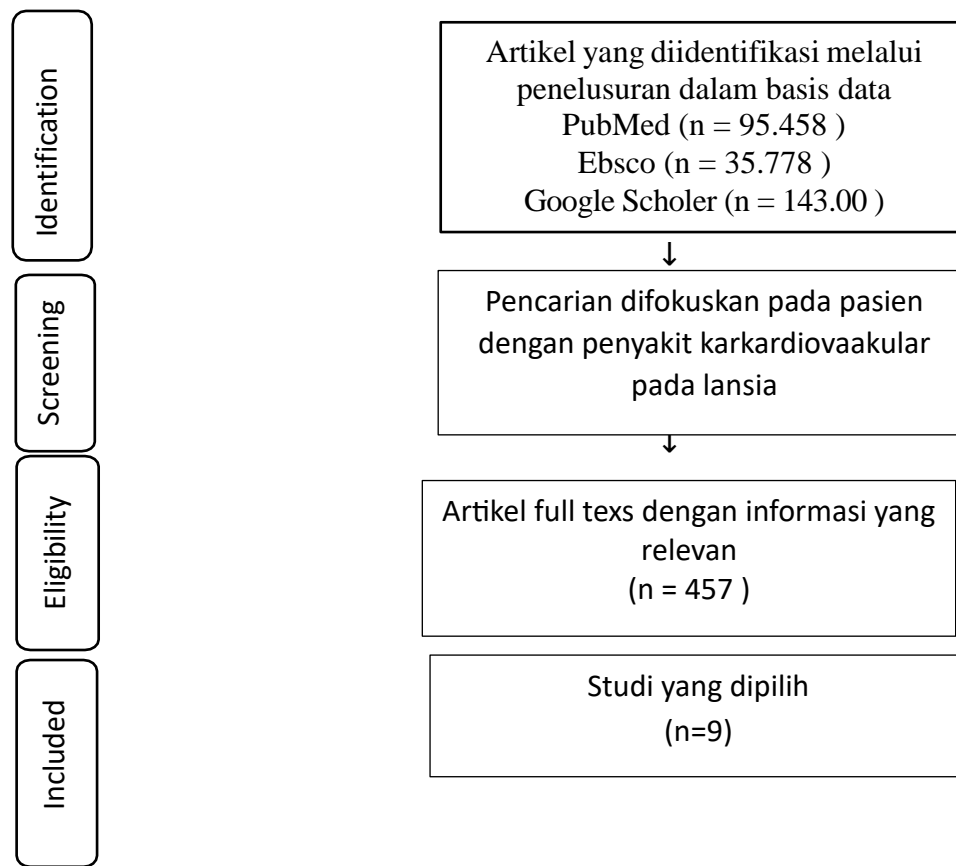 Identification
Artikel yang diidentifikasi melalui
penelusuran dalam basis data
PubMed (n = 95.458 )
Ebsco (n = 35.778 )
Google Scholer (n = 143.00 )
↓
Screening
Pencarian difokuskan pada pasien
dengan penyakit karkardiovaakular
pada lansia
↓
Eligibility
Artikel full texs dengan informasi yang
relevan
(n = 457 )
Included
Studi yang dipilih
(n=9)